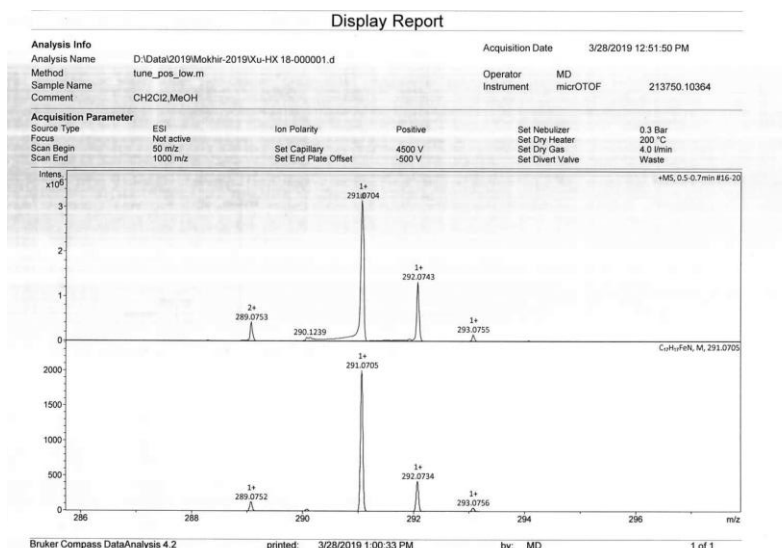 Display Report
Analysis Info
Acquisition Date 3/28/2019 12:51:50 PM
Analysis Name D:\Data\2019\Mokhir-2019\Xu-HX 18-000001.d
Method tune_pos_low.m
Operator MD
Sample Name
Instrument micrOTOF 213750.10364
Comment CH2Cl2,MeOH
Acquisition Parameter
Source Type ESI Ion Polarity Positive Set Nebulizer 0.3 Bar
Focus Not active Set Dry Heater 200 °C
Scan Begin 50 m/z Set Capillary 4500 V Set Dry Gas 4.0 l/min
Scan End 1000 m/z Set End Plate Offset -500 V Set Divert Valve Waste
Intens.
x10⁶
+MS, 0.5-0.7min #16-20
1+
291.0704
3
2
1+
292.0743
1
2+
289.0753
290.1239
1+
293.0755
0
C₁₇H₁₇FeN, M, 291.0705
1+
291.0705
2000
1500
1000
500
1+
289.0752
1+
292.0734
1+
293.0756
0
286 288 290 292 294 296 m/z
Bruker Compass DataAnalysis 4.2 printed: 3/28/2019 1:00:33 PM by: MD 1 of 1